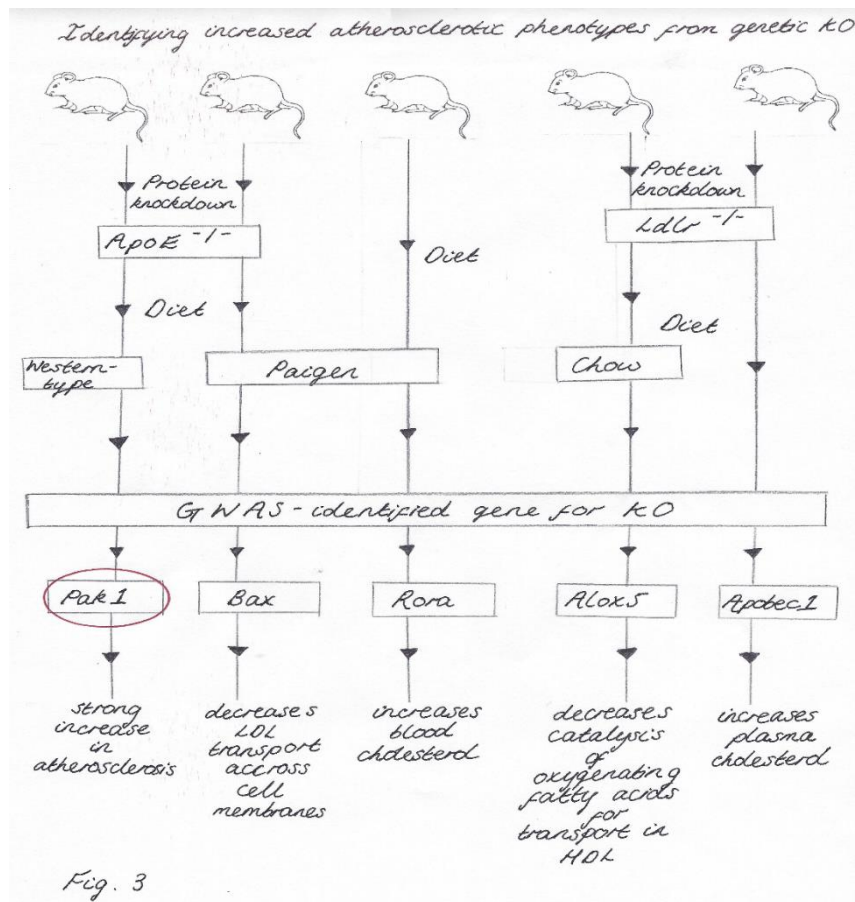 Identifying increased atherosclerotic phenotypes from genetic KO
Protein
knockdown
Protein
knockdown
ApoE -/-
Ldlr -/-
Diet
Diet
Diet
Western-
type
Paigen
Chow
GWAS - identified gene for KO
Pak1
Bax
Rora
Alox5
Apobec1
strong
increase
in
atherosclerosis
decreases
LDL
transport
accross
cell
membranes
increases
blood
cholesterol
decreases
catalysis
of
oxygenating
fatty acids
for
transport in
HDL
increases
plasma
cholesterol
Fig. 3